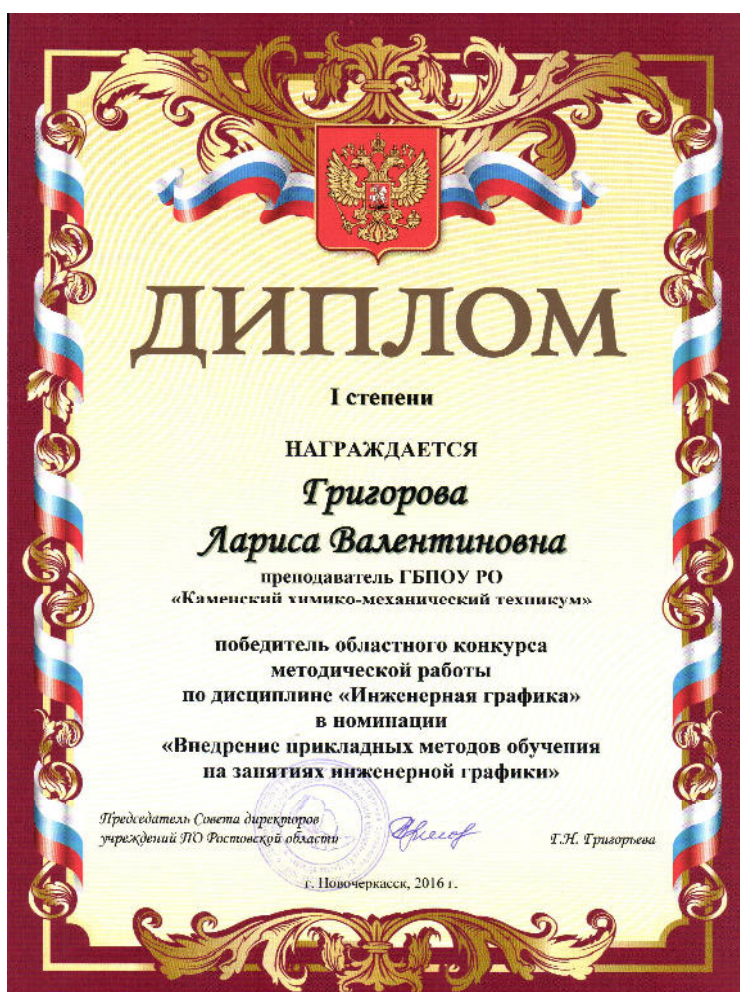 ДИПЛОМ
I степени
НАГРАЖДАЕТСЯ
Григорова
Лариса Валентиновна
преподаватель ГБПОУ РО
«Каменский химико-механический техникум»
победитель областного конкурса
методической работы
по дисциплине «Инженерная графика»
в номинации
«Внедрение прикладных методов обучения
на занятиях инженерной графики»
Председатель Совета директоров
учреждений ПО Ростовской области
Т.Н. Григорьева
г. Новочеркасск, 2016 г.